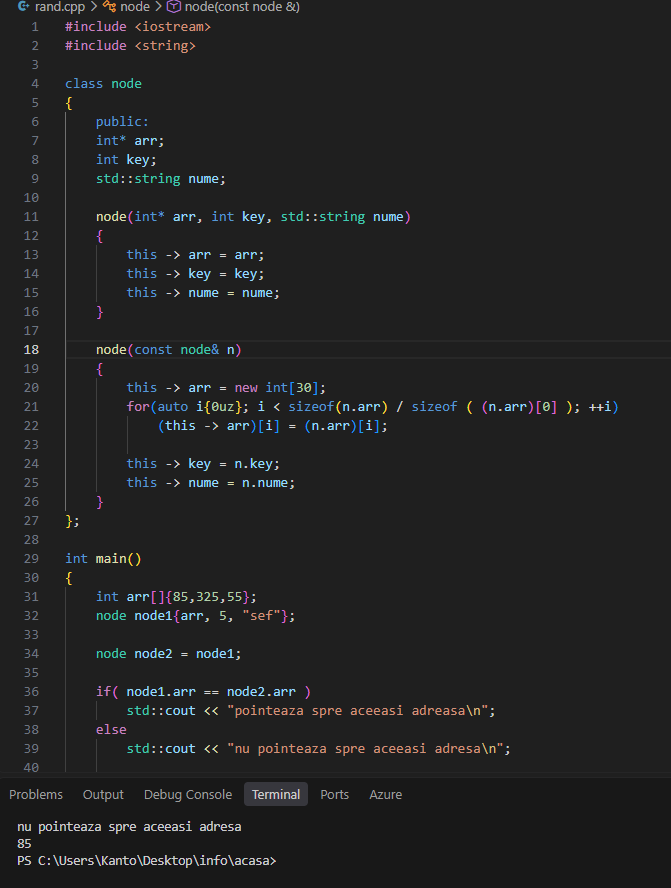 rand.cpp > node > node(const node &)
1 #include <iostream>
2 #include <string>
3
4 class node
5 {
6 public:
7 int* arr;
8 int key;
9 std::string nume;
10
11 node(int* arr, int key, std::string nume)
12 {
13 this -> arr = arr;
14 this -> key = key;
15 this -> nume = nume;
16 }
17
18 node(const node& n)
19 {
20 this -> arr = new int[30];
21 for(auto i{0uz}; i < sizeof(n.arr) / sizeof ( (n.arr)[0] ); ++i)
22 (this -> arr)[i] = (n.arr)[i];
23
24 this -> key = n.key;
25 this -> nume = n.nume;
26 }
27 };
28
29 int main()
30 {
31 int arr[]{85,325,55};
32 node node1{arr, 5, "sef"};
33
34 node node2 = node1;
35
36 if( node1.arr == node2.arr )
37 std::cout << "pointeaza spre aceeasi adreasa\n";
38 else
39 std::cout << "nu pointeaza spre aceeasi adresa\n";
40
Problems Output Debug Console Terminal Ports Azure
nu pointeaza spre aceeasi adresa
85
PS C:\Users\Kanto\Desktop\info\acasa>